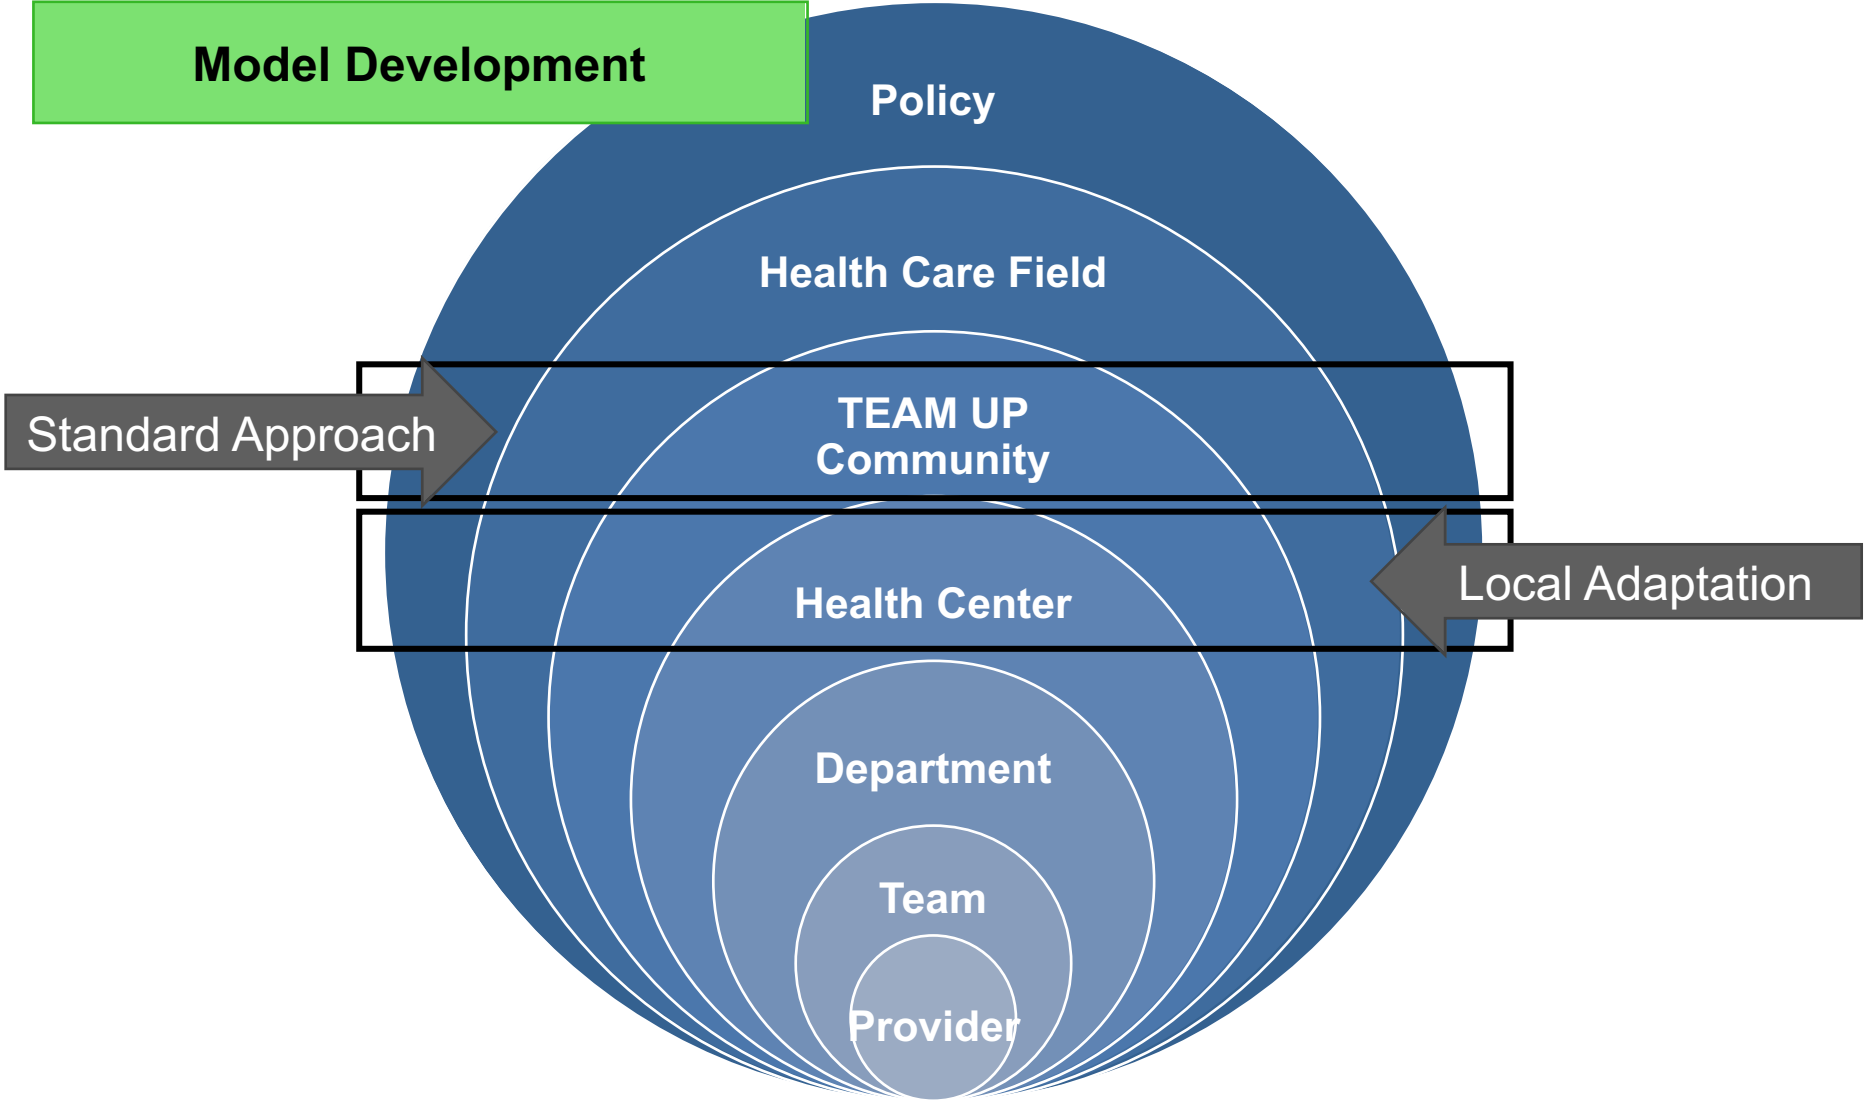 Model Development
Policy
Health Care Field
TEAM UP
Community
Standard Approach
Health Center
Local Adaptation
Department
Team
Provider